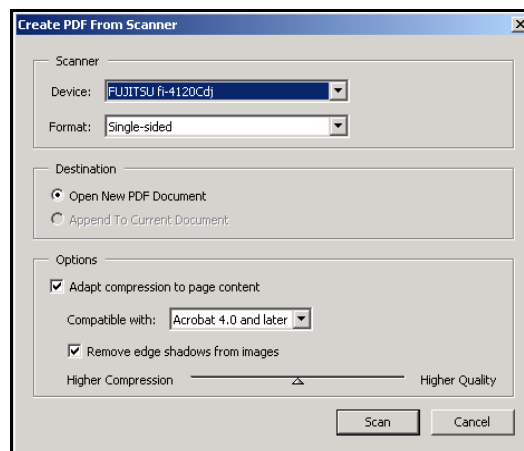 Create PDF From Scanner
Scanner
Device: FUJITSU fi-4120Cdj
Format: Single-sided
Destination
Open New PDF Document
Append To Current Document
Options
Adapt compression to page content
Compatible with: Acrobat 4.0 and later
Remove edge shadows from images
Higher Compression Higher Quality
Scan Cancel